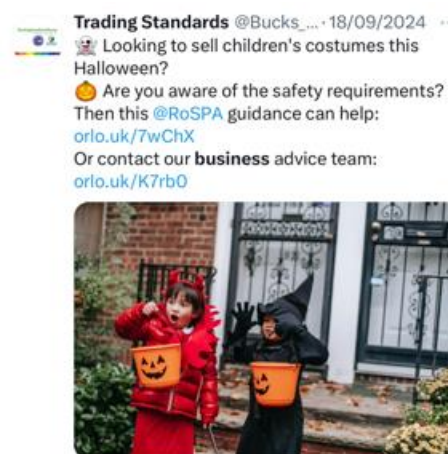 Trading Standards @Bucks_... · 18/09/2024
👻 Looking to sell children's costumes this
Halloween?
🎃 Are you aware of the safety requirements?
Then this @RoSPA guidance can help:
orlo.uk/7wChX
Or contact our business advice team:
orlo.uk/K7rb0